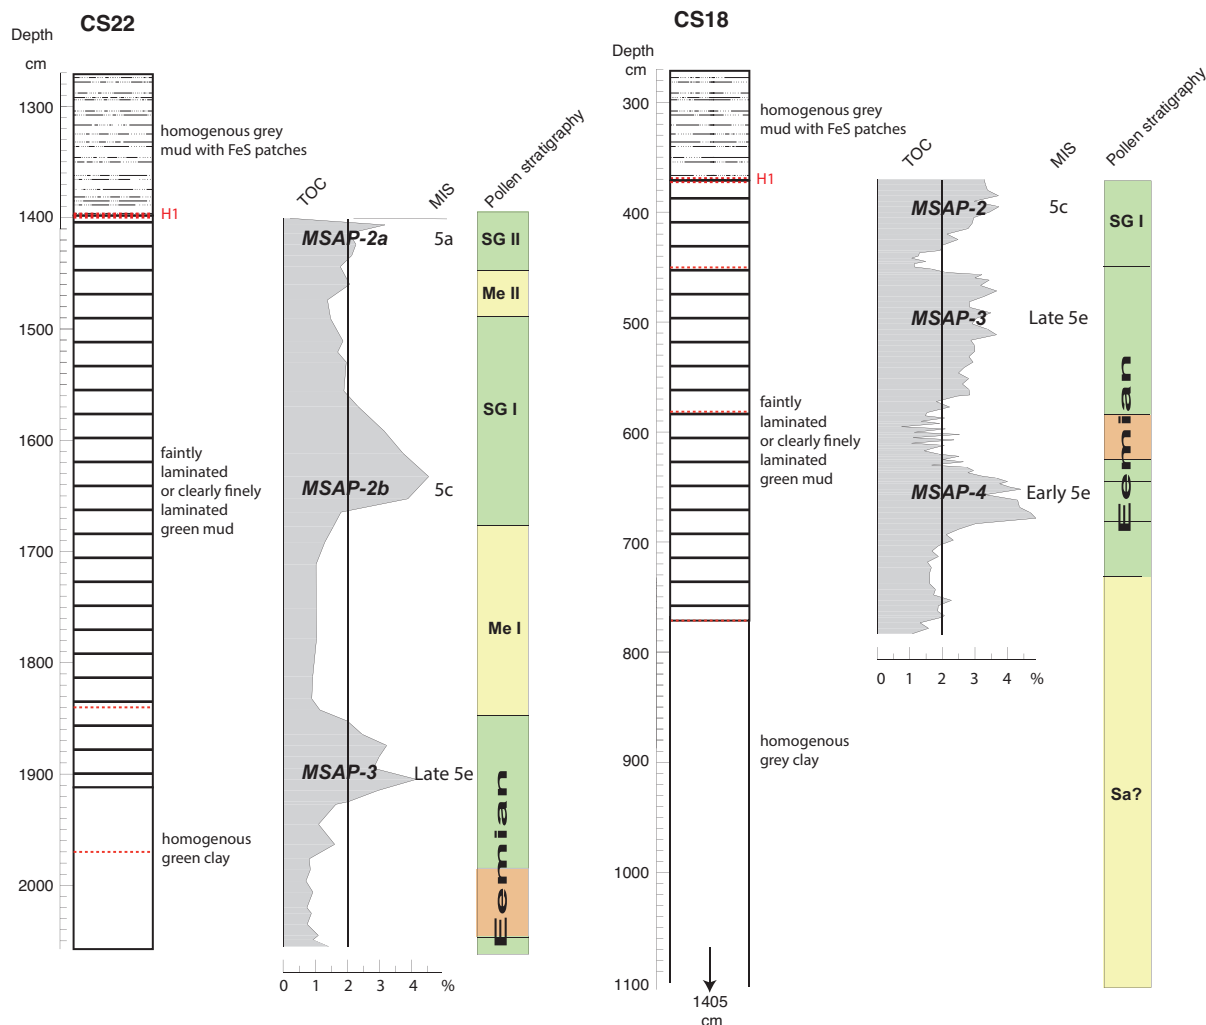 CS22
Depth
cm
1300
1400
1500
1600
1700
1800
1900
2000
homogenous grey
mud with FeS patches
H1
faintly
laminated
or clearly finely
laminated
green mud
homogenous
green clay
TOC
MIS
Pollen stratigraphy
MSAP-2a
5a
MSAP-2b
5c
MSAP-3
Late 5e
SG II
Me II
SG I
Me I
Eemian
0 1 2 3 4 %
CS18
Depth
cm
300
400
500
600
700
800
900
1000
1100
homogenous grey
mud with FeS patches
H1
faintly
laminated
or clearly finely
laminated
green mud
homogenous
grey clay
1405
cm
TOC
MIS
Pollen stratigraphy
MSAP-2
5c
MSAP-3
Late 5e
MSAP-4
Early 5e
SG I
Eemian
Sa?
0 1 2 3 4 %